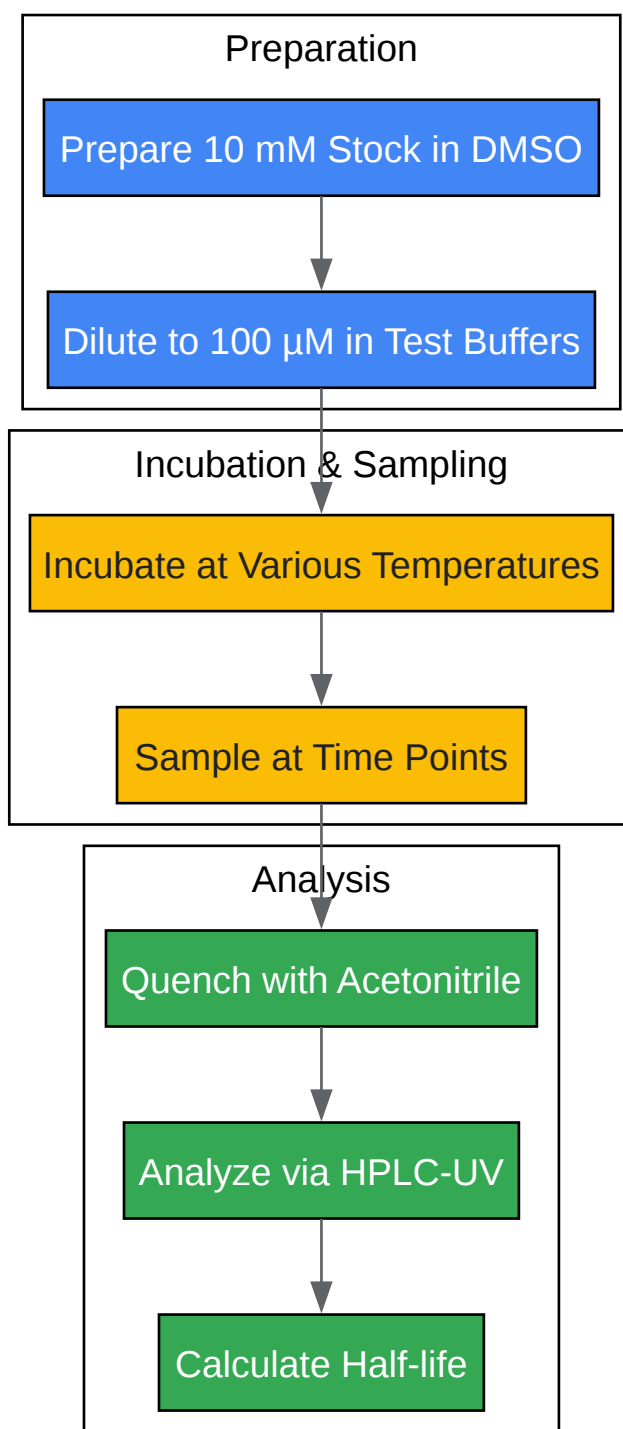 Preparation
Prepare 10 mM Stock in DMSO
Dilute to 100 µM in Test Buffers
Incubation & Sampling
Incubate at Various Temperatures
Sample at Time Points
Analysis
Quench with Acetonitrile
Analyze via HPLC-UV
Calculate Half-life